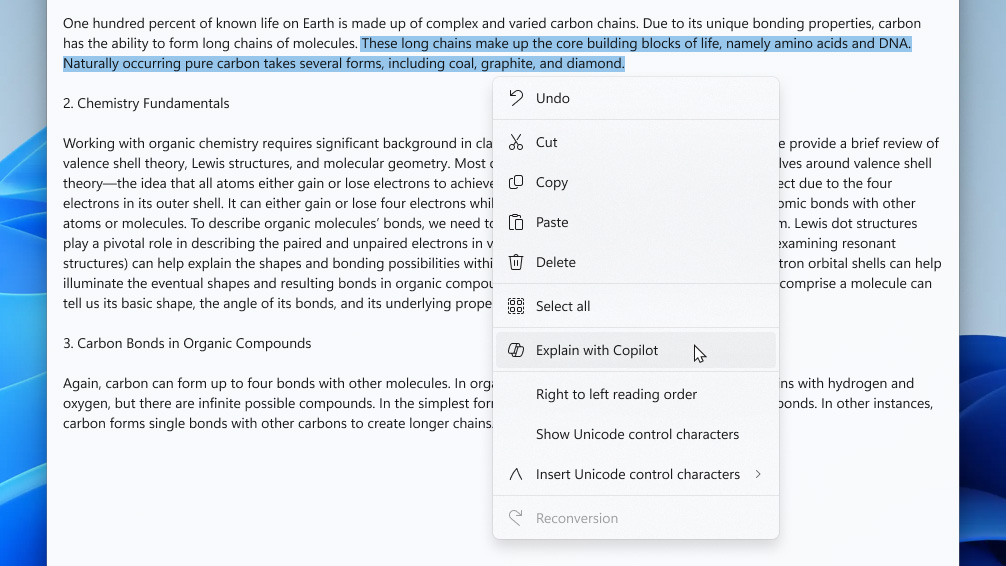 One hundred percent of known life on Earth is made up of complex and varied carbon chains. Due to its unique bonding properties, carbon
has the ability to form long chains of molecules. These long chains make up the core building blocks of life, namely amino acids and DNA.
Naturally occurring pure carbon takes several forms, including coal, graphite, and diamond.
2. Chemistry Fundamentals
Working with organic chemistry requires significant background in cla e provide a brief review of
valence shell theory, Lewis structures, and molecular geometry. Most lves around valence shell
theory—the idea that all atoms either gain or lose electrons to achieve ect due to the four
electrons in its outer shell. It can either gain or lose four electrons whil omic bonds with other
atoms or molecules. To describe organic molecules’ bonds, we need to m. Lewis dot structures
play a pivotal role in describing the paired and unpaired electrons in v examining resonant
structures) can help explain the shapes and bonding possibilities withi tron orbital shells can help
illuminate the eventual shapes and resulting bonds in organic compou comprise a molecule can
tell us its basic shape, the angle of its bonds, and its underlying prope
3. Carbon Bonds in Organic Compounds
Again, carbon can form up to four bonds with other molecules. In orga ns with hydrogen and
oxygen, but there are infinite possible compounds. In the simplest for onds. In other instances,
carbon forms single bonds with other carbons to create longer chains.
Undo
Cut
Copy
Paste
Delete
Select all
Explain with Copilot
Right to left reading order
Show Unicode control characters
Insert Unicode control characters
Reconversion